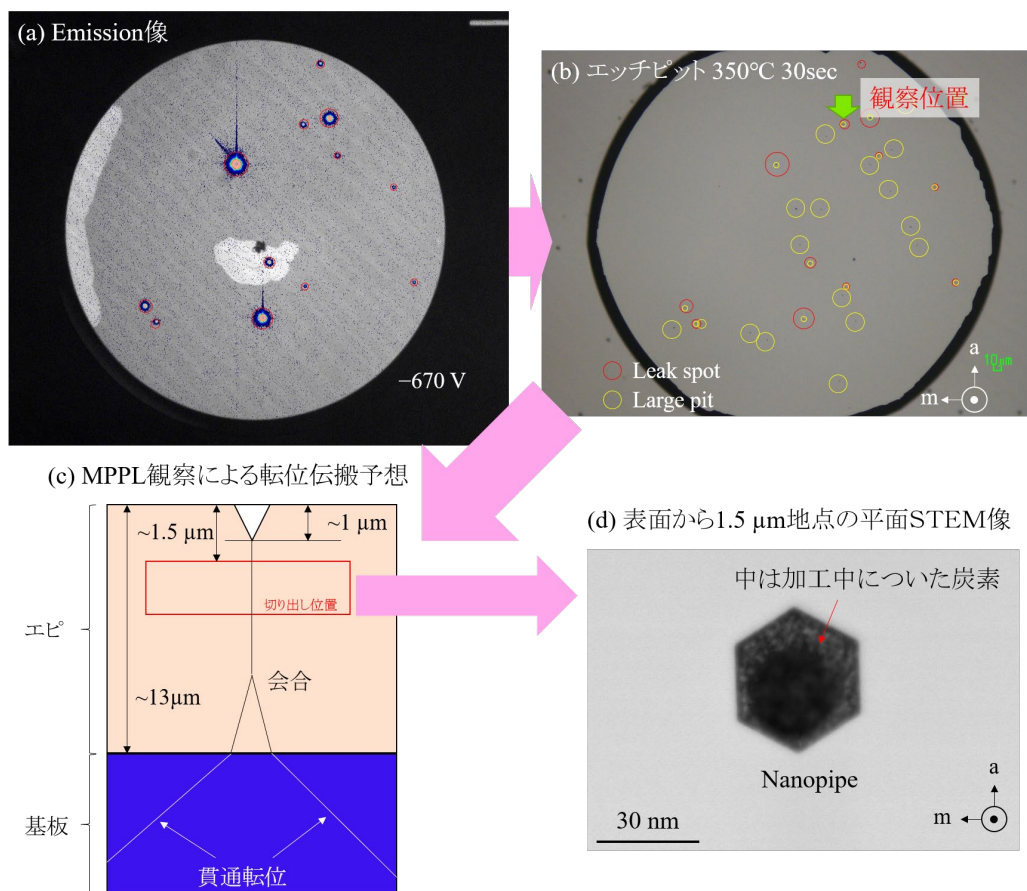 (a) Emission像
−670 V
(b) エッチピット 350℃ 30sec
観察位置
Leak spot
Large pit
a
10μm
m
(c) MPPL観察による転位伝搬予想
~1.5 μm
~1 μm
切り出し位置
エピ
~13μm
会合
基板
貫通転位
(d) 表面から1.5 μm地点の平面STEM像
中は加工中についた炭素
Nanopipe
a
m
30 nm